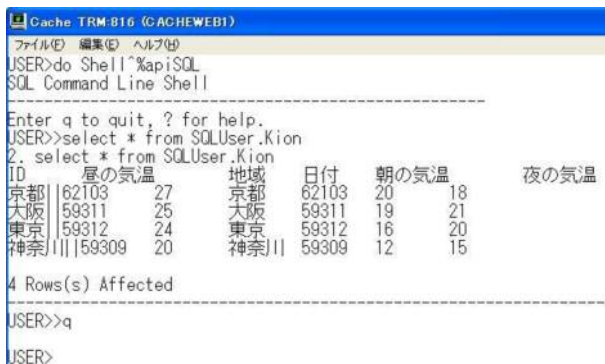 Cache TRM:816 (CACHEWEB1)
ファイル(F) 編集(E) ヘルプ(H)
USER>do Shell^%apiSQL
SQL Command Line Shell
----------------------------------------------------
Enter q to quit, ? for help.
USER>>select * from SQLUser.Kion
2. select * from SQLUser.Kion
ID 昼の気温 地域 日付 朝の気温 夜の気温
京都||62103 27 京都 62103 20 18
大阪||59311 25 大阪 59311 19 21
東京||59312 24 東京 59312 16 20
神奈川||59309 20 神奈川 59309 12 15
4 Rows(s) Affected
----------------------------------------------------------------
USER>>q
USER>